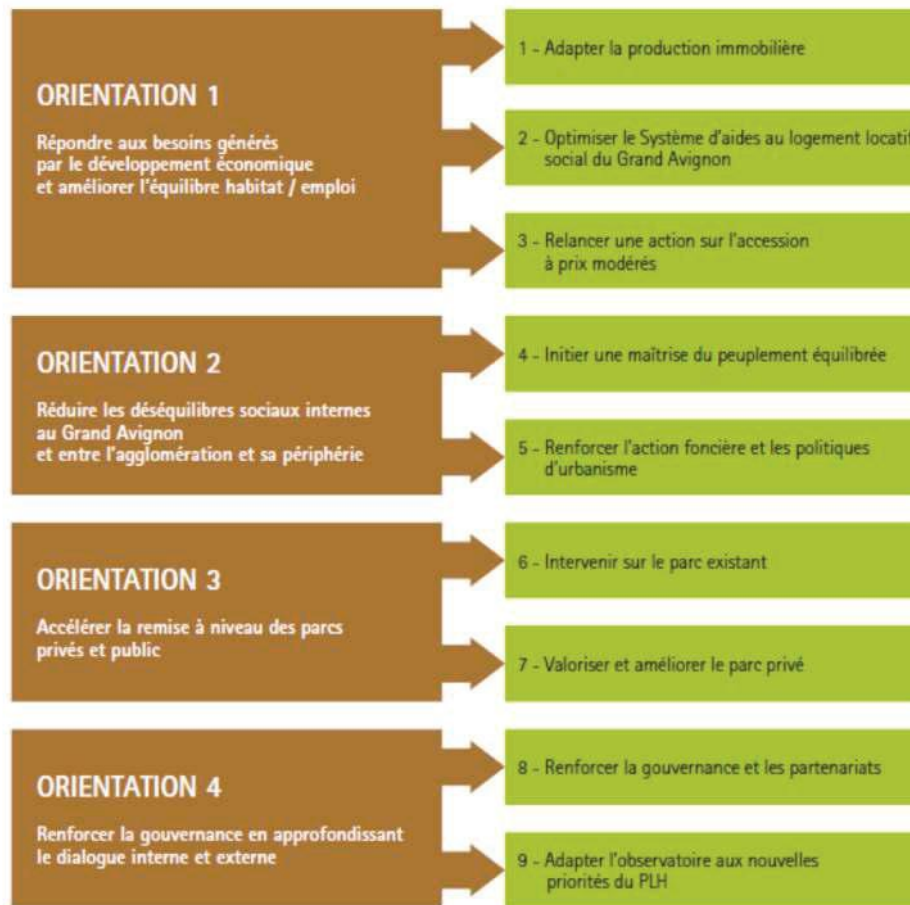 ORIENTATION 1
Répondre aux besoins générés
par le développement économique
et améliorer l'équilibre habitat / emploi
1 - Adapter la production immobilière
2 - Optimiser le Système d'aides au logement locatif
social du Grand Avignon
3 - Relancer une action sur l'accession
à prix modérés
ORIENTATION 2
Réduire les déséquilibres sociaux internes
au Grand Avignon
et entre l'agglomération et sa périphérie
4 - Initier une maîtrise du peuplement équilibrée
5 - Renforcer l'action foncière et les politiques
d'urbanisme
ORIENTATION 3
Accélérer la remise à niveau des parcs
privés et public
6 - Intervenir sur le parc existant
7 - Valoriser et améliorer le parc privé
ORIENTATION 4
Renforcer la gouvernance en approfondissant
le dialogue interne et externe
8 - Renforcer la gouvernance et les partenariats
9 - Adapter l'observatoire aux nouvelles
priorités du PLH